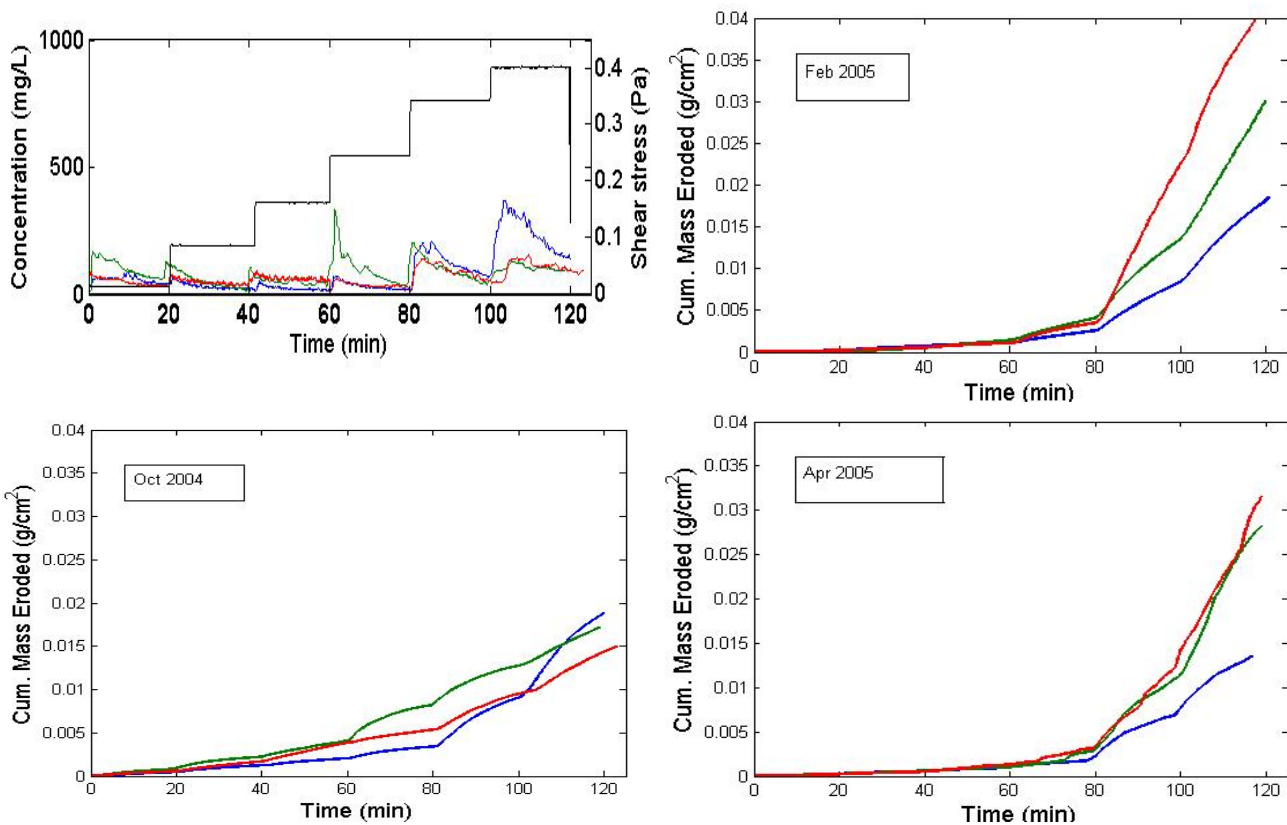 1000
500
0
Concentration (mg/L)
0 20 40 60 80 100 120
Time (min)
0.4
0.3
0.2
0.1
0
Shear stress (Pa)
0.04
0.035
0.03
0.025
0.02
0.015
0.01
0.005
0
Cum. Mass Eroded (g/cm²)
Feb 2005
0 20 40 60 80 100 120
Time (min)
0.04
0.035
0.03
0.025
0.02
0.015
0.01
0.005
0
Cum. Mass Eroded (g/cm²)
Oct 2004
0 20 40 60 80 100 120
Time (min)
0.04
0.035
0.03
0.025
0.02
0.015
0.01
0.005
0
Cum. Mass Eroded (g/cm²)
Apr 2005
0 20 40 60 80 100 120
Time (min)